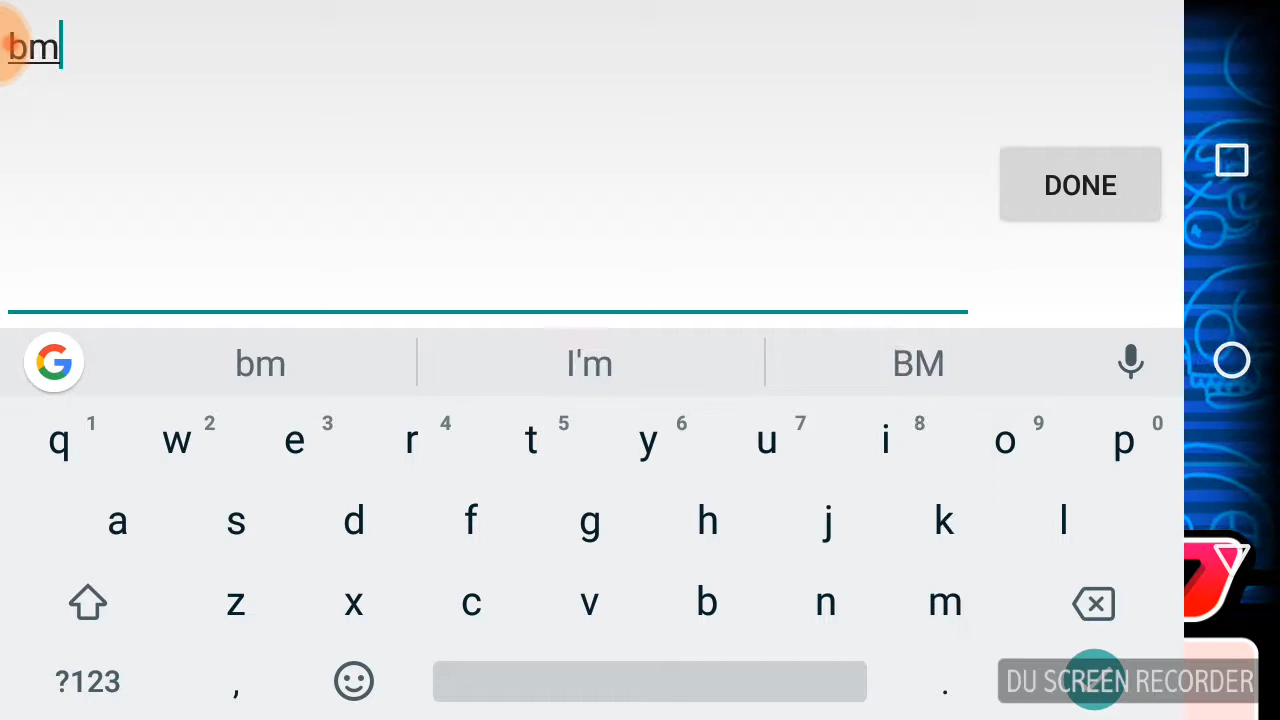 bm
DONE
bm I'm BM
q 1 w 2 e 3 r 4 t 5 y 6 u 7 i 8 o 9 p 0
a s d f g h j k l
z x c v b n m
?123 , . DU SCREEN RECORDER